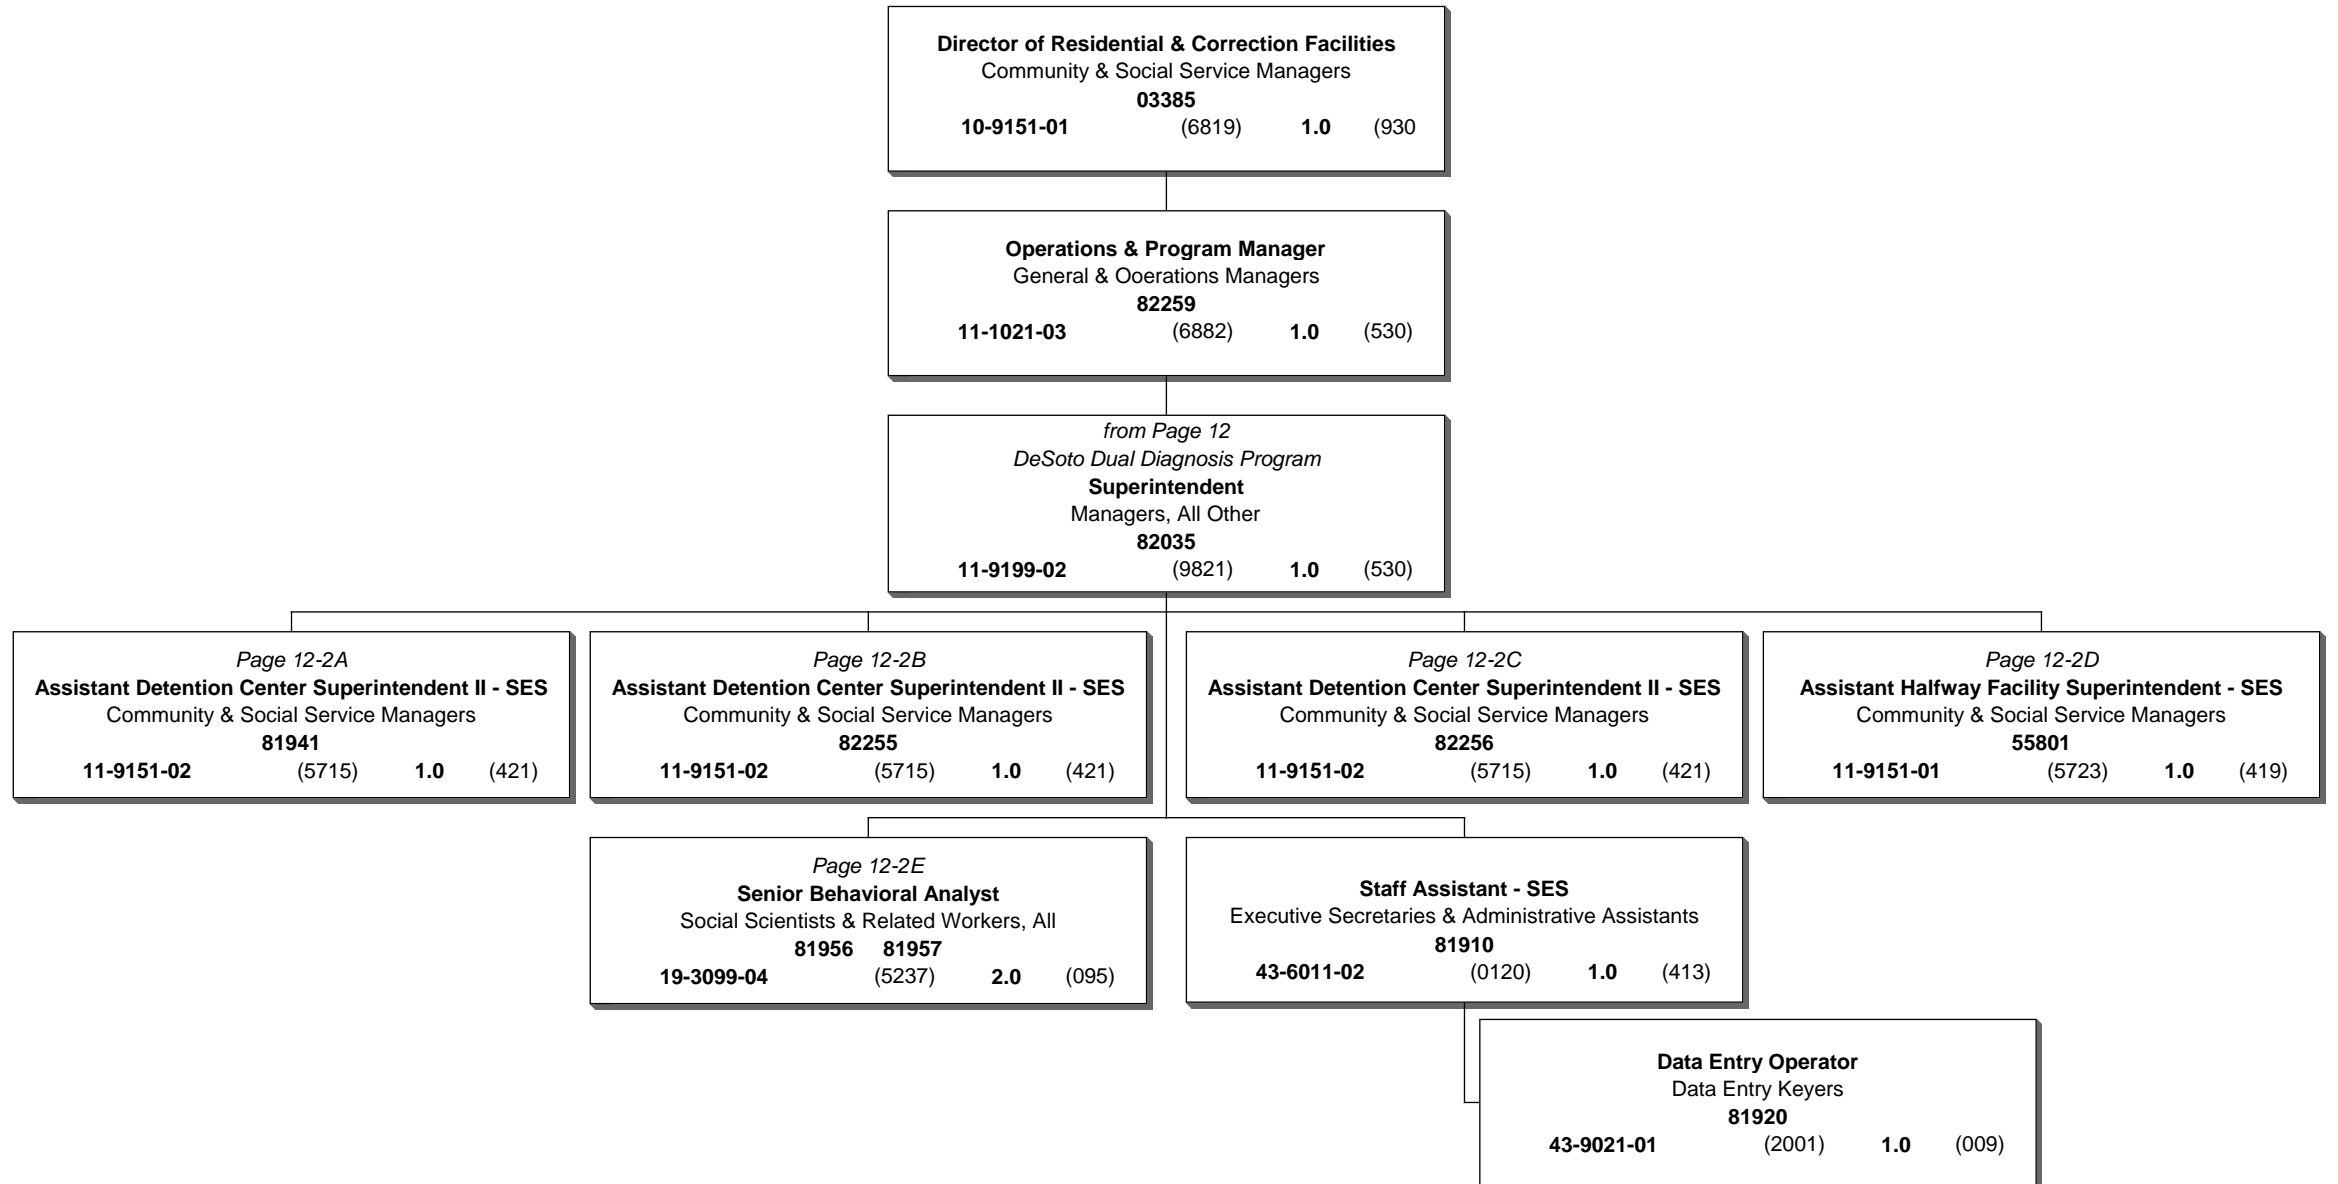 Director of Residential & Correction Facilities
Community & Social Service Managers
03385
10-9151-01 (6819) 1.0 (930
Operations & Program Manager
General & Ooerations Managers
82259
11-1021-03 (6882) 1.0 (530)
from Page 12
DeSoto Dual Diagnosis Program
Superintendent
Managers, All Other
82035
11-9199-02 (9821) 1.0 (530)
Page 12-2A
Assistant Detention Center Superintendent II - SES
Community & Social Service Managers
81941
11-9151-02 (5715) 1.0 (421)
Page 12-2B
Assistant Detention Center Superintendent II - SES
Community & Social Service Managers
82255
11-9151-02 (5715) 1.0 (421)
Page 12-2C
Assistant Detention Center Superintendent II - SES
Community & Social Service Managers
82256
11-9151-02 (5715) 1.0 (421)
Page 12-2D
Assistant Halfway Facility Superintendent - SES
Community & Social Service Managers
55801
11-9151-01 (5723) 1.0 (419)
Page 12-2E
Senior Behavioral Analyst
Social Scientists & Related Workers, All
81956 81957
19-3099-04 (5237) 2.0 (095)
Staff Assistant - SES
Executive Secretaries & Administrative Assistants
81910
43-6011-02 (0120) 1.0 (413)
Data Entry Operator
Data Entry Keyers
81920
43-9021-01 (2001) 1.0 (009)